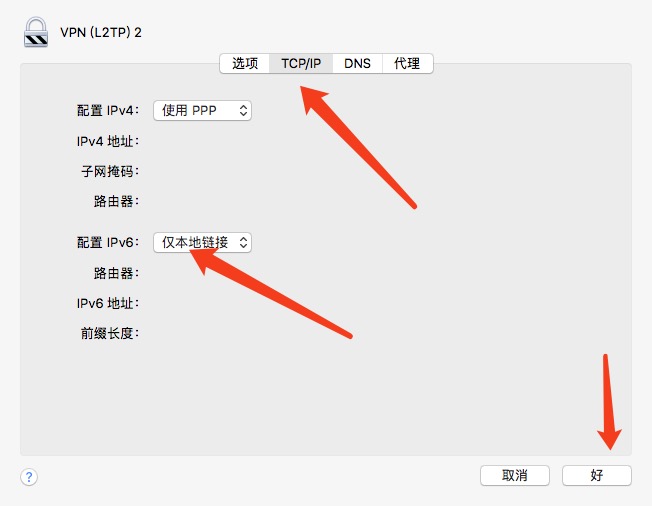 VPN (L2TP) 2
选项 TCP/IP DNS 代理
配置 IPv4： 使用 PPP
IPv4 地址：
子网掩码：
路由器：
配置 IPv6： 仅本地链接
路由器：
IPv6 地址：
前缀长度：
? 取消 好